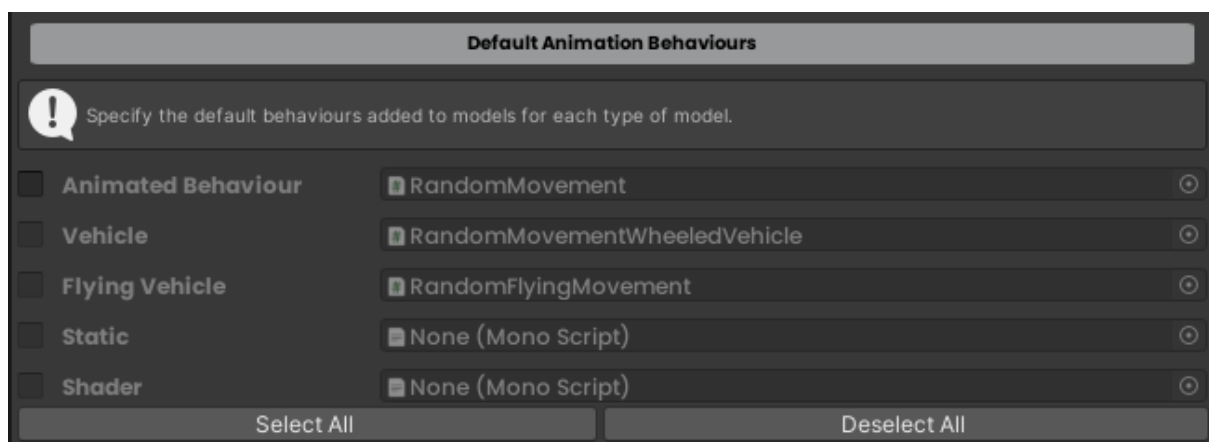 Default Animation Behaviours
Specify the default behaviours added to models for each type of model.
Animated Behaviour RandomMovement
Vehicle RandomMovementWheeledVehicle
Flying Vehicle RandomFlyingMovement
Static None (Mono Script)
Shader None (Mono Script)
Select All Deselect All